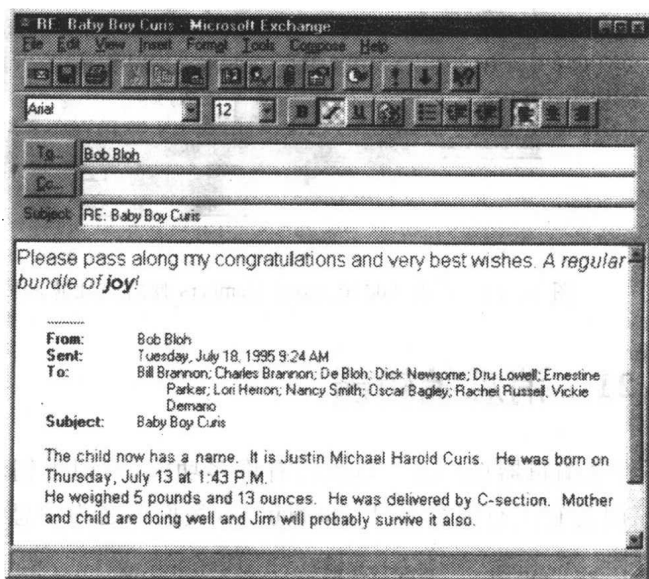 RE: Baby Boy Curis - Microsoft Exchange
File Edit View Insert Format Tools Compose Help
Arial 12 B I U
To... Bob Bloh
Cc...
Subject: RE: Baby Boy Curis
Please pass along my congratulations and very best wishes. A regular
bundle of joy!
From: Bob Bloh
Sent: Tuesday, July 18, 1995 9:24 AM
To: Bill Brannon; Charles Brannon; De Bloh; Dick Newsome; Dru Lowell; Ernestine
Parker; Lori Herron; Nancy Smith; Oscar Bagley; Rachel Russell; Vickie
Demario
Subject: Baby Boy Curis
The child now has a name. It is Justin Michael Harold Curis. He was born on
Thursday, July 13 at 1:43 P.M.
He weighed 5 pounds and 13 ounces. He was delivered by C-section. Mother
and child are doing well and Jim will probably survive it also.